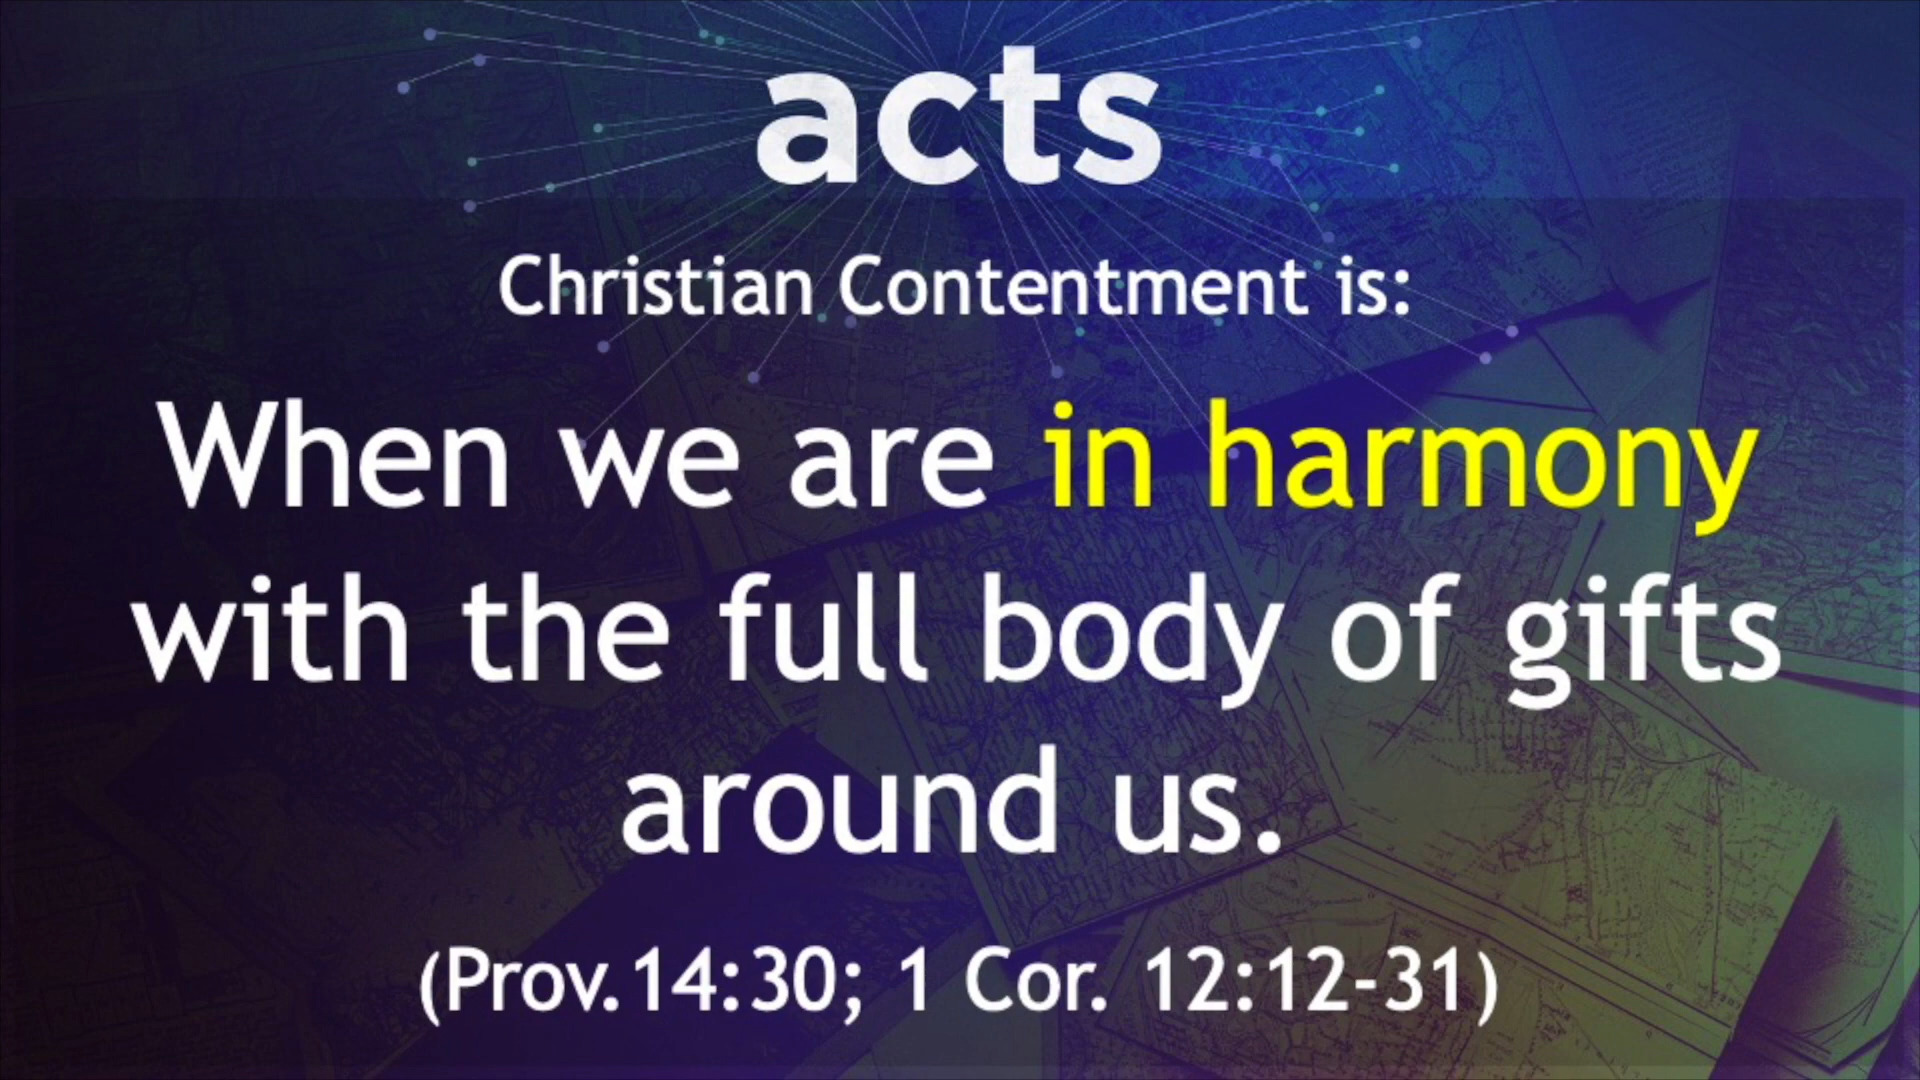 acts
Christian Contentment is:
When we are in harmony
with the full body of gifts
around us.
(Prov.14:30; 1 Cor. 12:12-31)